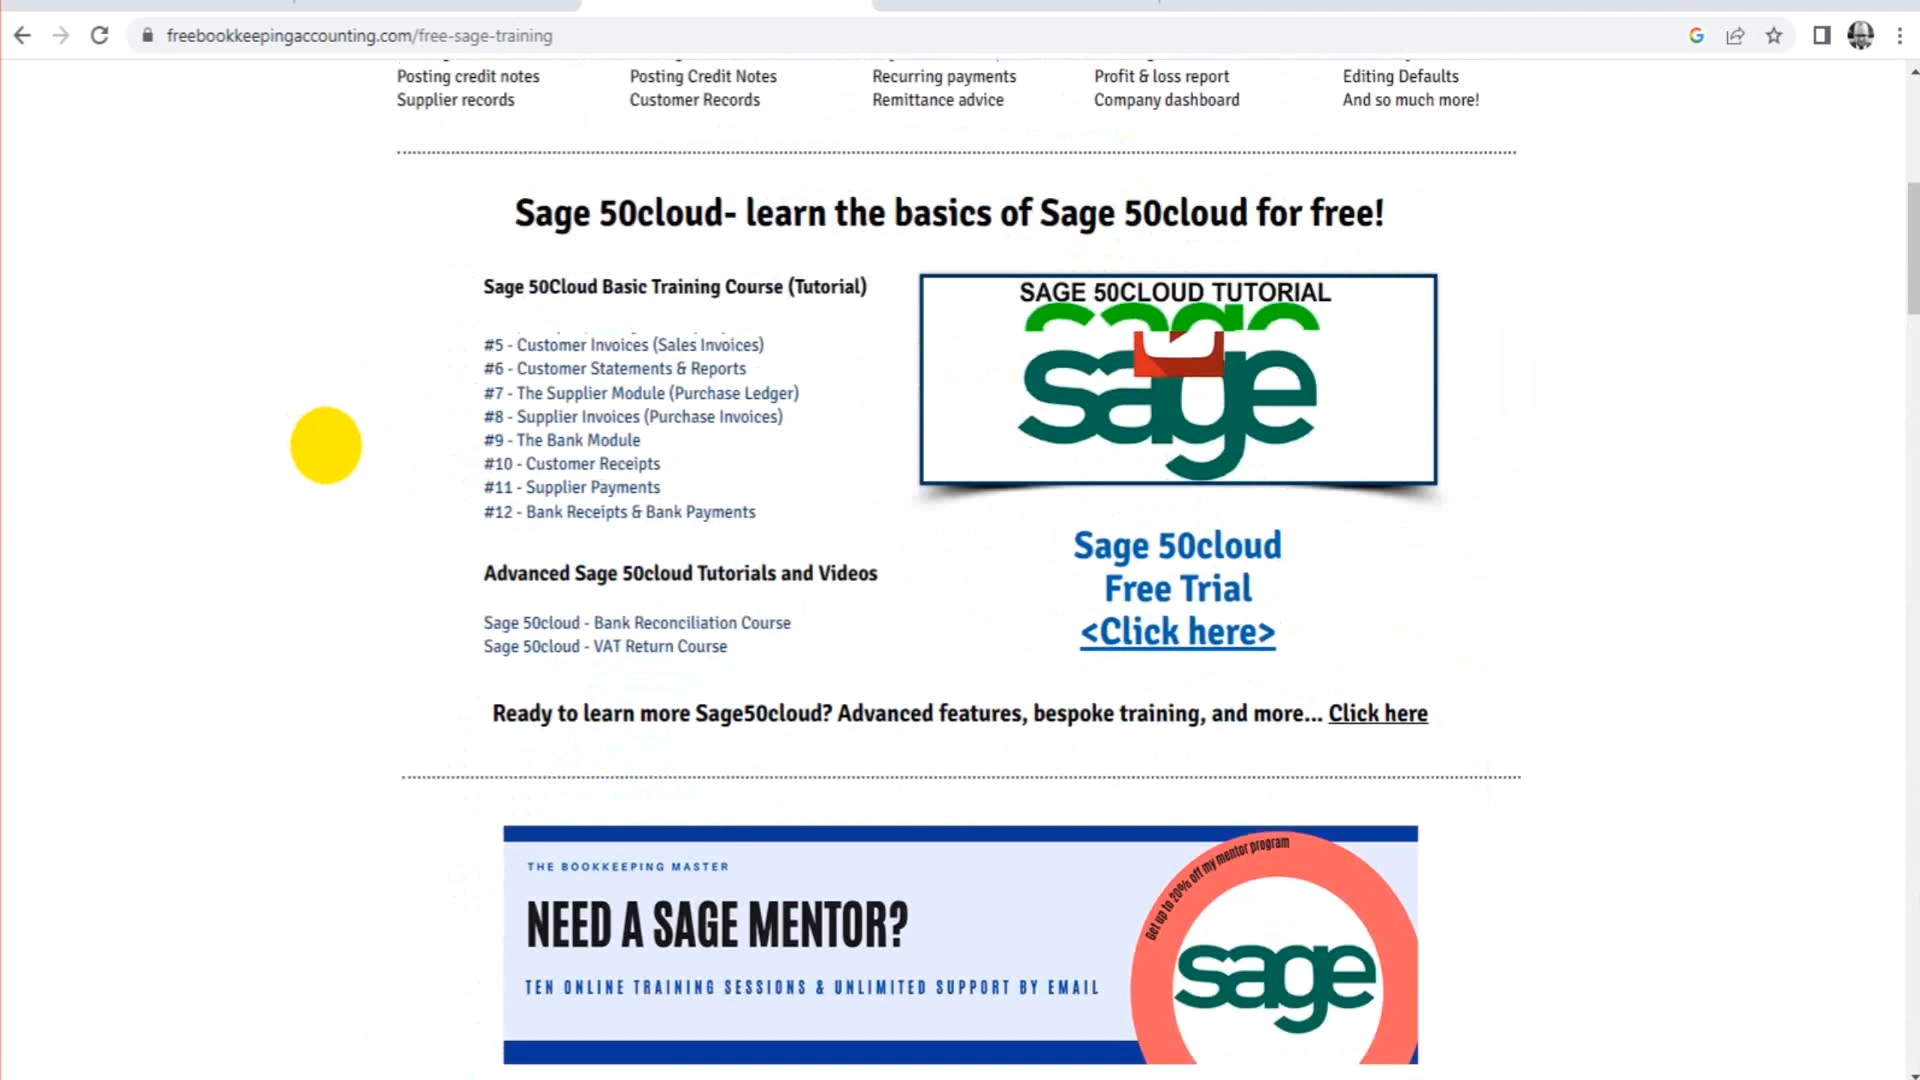 freebookkeepingaccounting.com/free-sage-training
Posting credit notes
Posting Credit Notes
Recurring payments
Profit & loss report
Editing Defaults
Supplier records
Customer Records
Remittance advice
Company dashboard
And so much more!
Sage 50cloud- learn the basics of Sage 50cloud for free!
Sage 50Cloud Basic Training Course (Tutorial)
#5 - Customer Invoices (Sales Invoices)
#6 - Customer Statements & Reports
#7 - The Supplier Module (Purchase Ledger)
#8 - Supplier Invoices (Purchase Invoices)
#9 - The Bank Module
#10 - Customer Receipts
#11 - Supplier Payments
#12 - Bank Receipts & Bank Payments
Advanced Sage 50cloud Tutorials and Videos
Sage 50cloud - Bank Reconciliation Course
Sage 50cloud - VAT Return Course
SAGE 50CLOUD TUTORIAL
sage
Sage 50cloud
Free Trial
<Click here>
Ready to learn more Sage50cloud? Advanced features, bespoke training, and more... Click here
THE BOOKKEEPING MASTER
NEED A SAGE MENTOR?
TEN ONLINE TRAINING SESSIONS & UNLIMITED SUPPORT BY EMAIL
Get up to 20% off my mentor program
sage